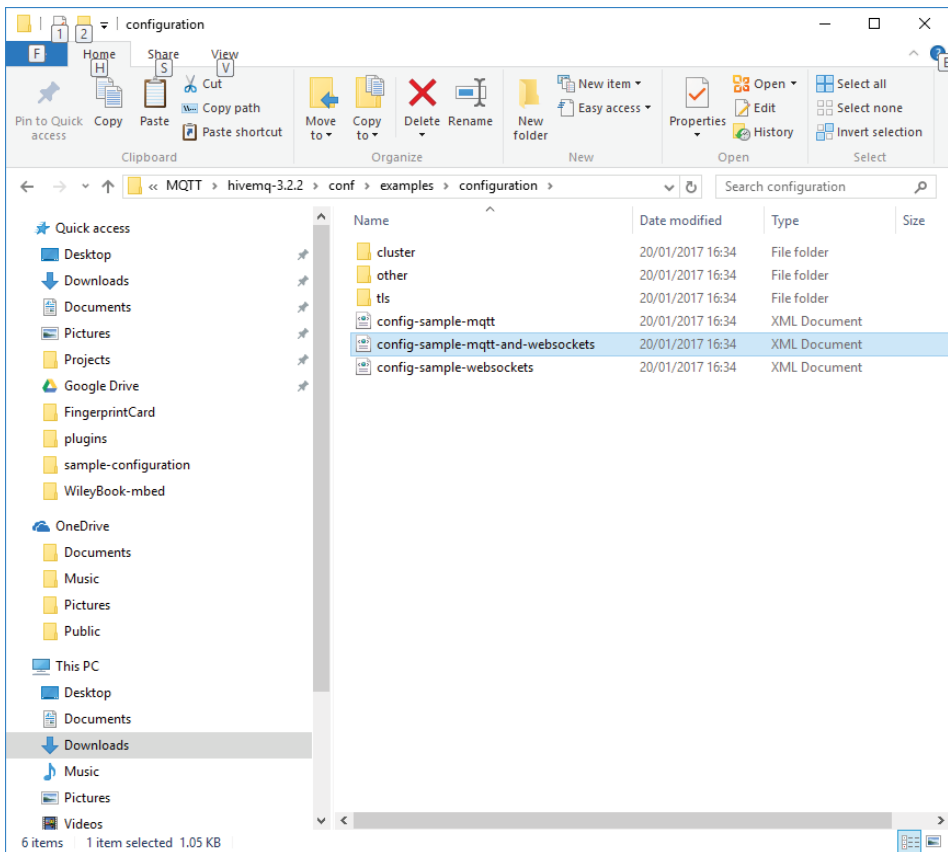 1 2 configuration
F Home Share View
H S V E
Pin to Quick access Copy Paste Cut
Copy path
Paste shortcut
Move to Copy to Delete Rename
New folder New item
Easy access
Properties Open
Edit
History
Select all
Select none
Invert selection
Clipboard Organize New Open Select
« MQTT > hivemq-3.2.2 > conf > examples > configuration > Search configuration
Quick access
Desktop
Downloads
Documents
Pictures
Projects
Google Drive
FingerprintCard
plugins
sample-configuration
WileyBook-mbed
OneDrive
Documents
Music
Pictures
Public
This PC
Desktop
Documents
Downloads
Music
Pictures
Videos
Name Date modified Type Size
cluster 20/01/2017 16:34 File folder
other 20/01/2017 16:34 File folder
tls 20/01/2017 16:34 File folder
config-sample-mqtt 20/01/2017 16:34 XML Document
config-sample-mqtt-and-websockets 20/01/2017 16:34 XML Document
config-sample-websockets 20/01/2017 16:34 XML Document
6 items 1 item selected 1.05 KB